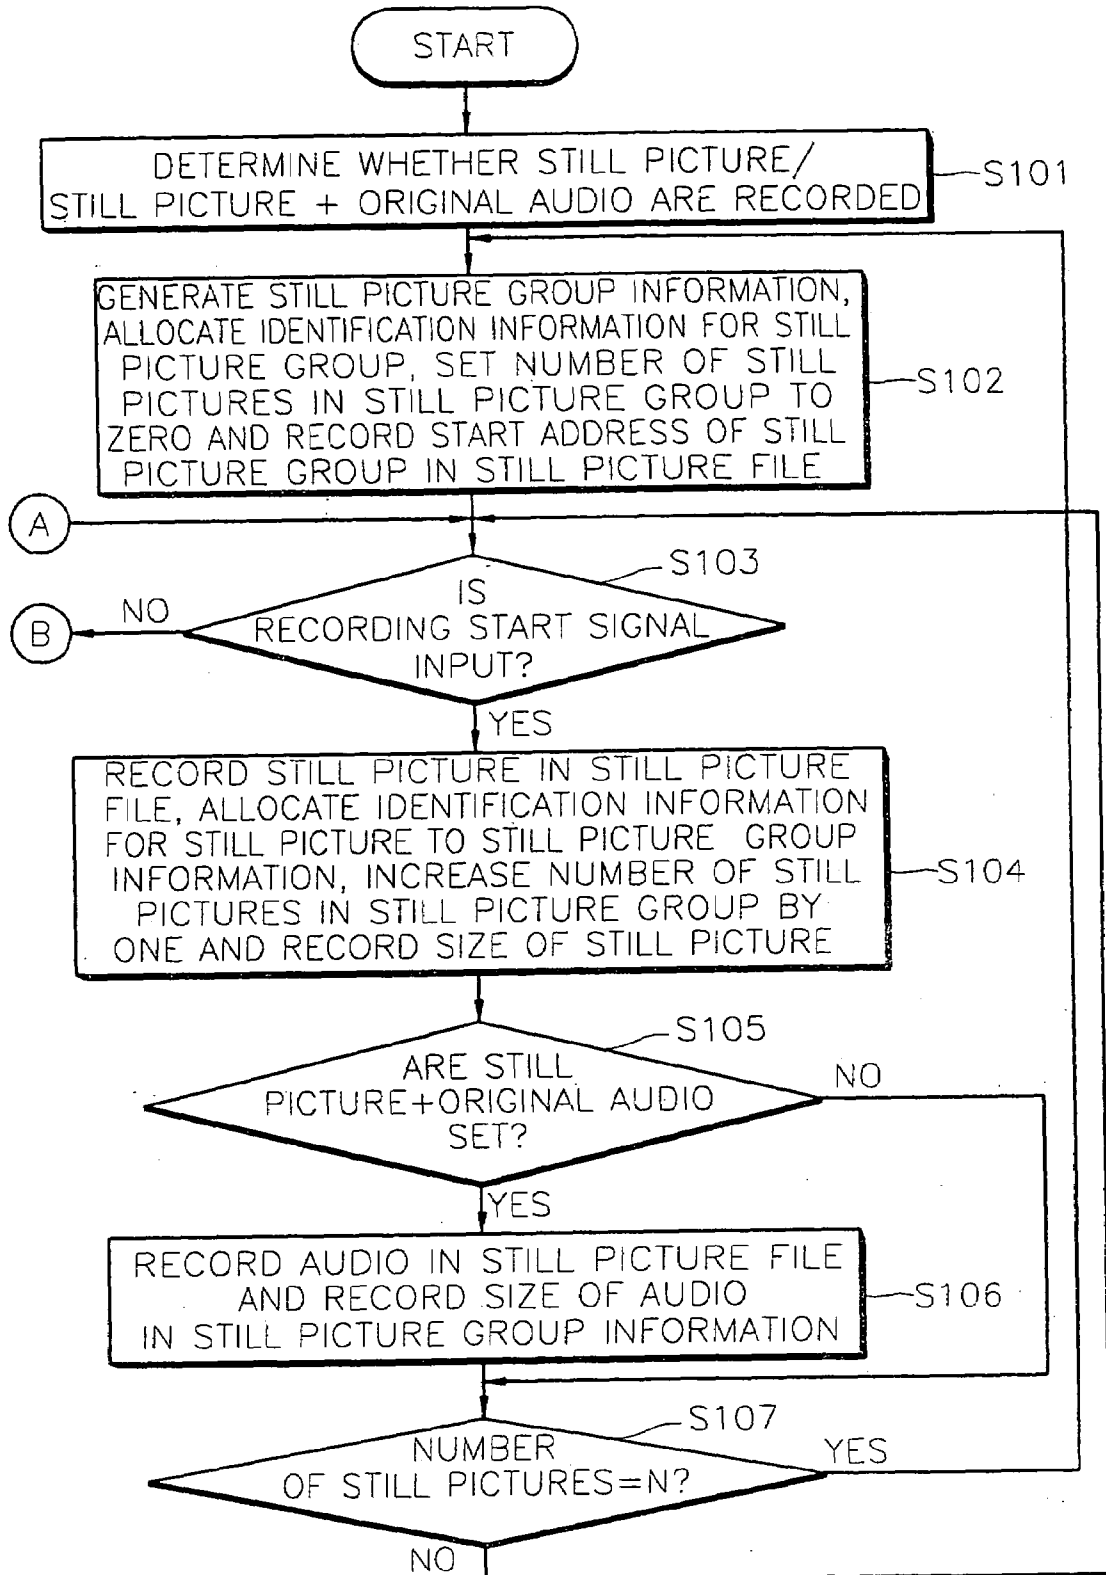 START
DETERMINE WHETHER STILL PICTURE/
STILL PICTURE + ORIGINAL AUDIO ARE RECORDED
S101
GENERATE STILL PICTURE GROUP INFORMATION,
ALLOCATE IDENTIFICATION INFORMATION FOR STILL
PICTURE GROUP, SET NUMBER OF STILL
PICTURES IN STILL PICTURE GROUP TO
ZERO AND RECORD START ADDRESS OF STILL
PICTURE GROUP IN STILL PICTURE FILE
S102
A
S103
IS
RECORDING START SIGNAL
INPUT?
NO
B
YES
RECORD STILL PICTURE IN STILL PICTURE
FILE, ALLOCATE IDENTIFICATION INFORMATION
FOR STILL PICTURE TO STILL PICTURE GROUP
INFORMATION, INCREASE NUMBER OF STILL
PICTURES IN STILL PICTURE GROUP BY
ONE AND RECORD SIZE OF STILL PICTURE
S104
S105
ARE STILL
PICTURE+ORIGINAL AUDIO
SET?
NO
YES
RECORD AUDIO IN STILL PICTURE FILE
AND RECORD SIZE OF AUDIO
IN STILL PICTURE GROUP INFORMATION
S106
S107
NUMBER
OF STILL PICTURES=N?
YES
NO